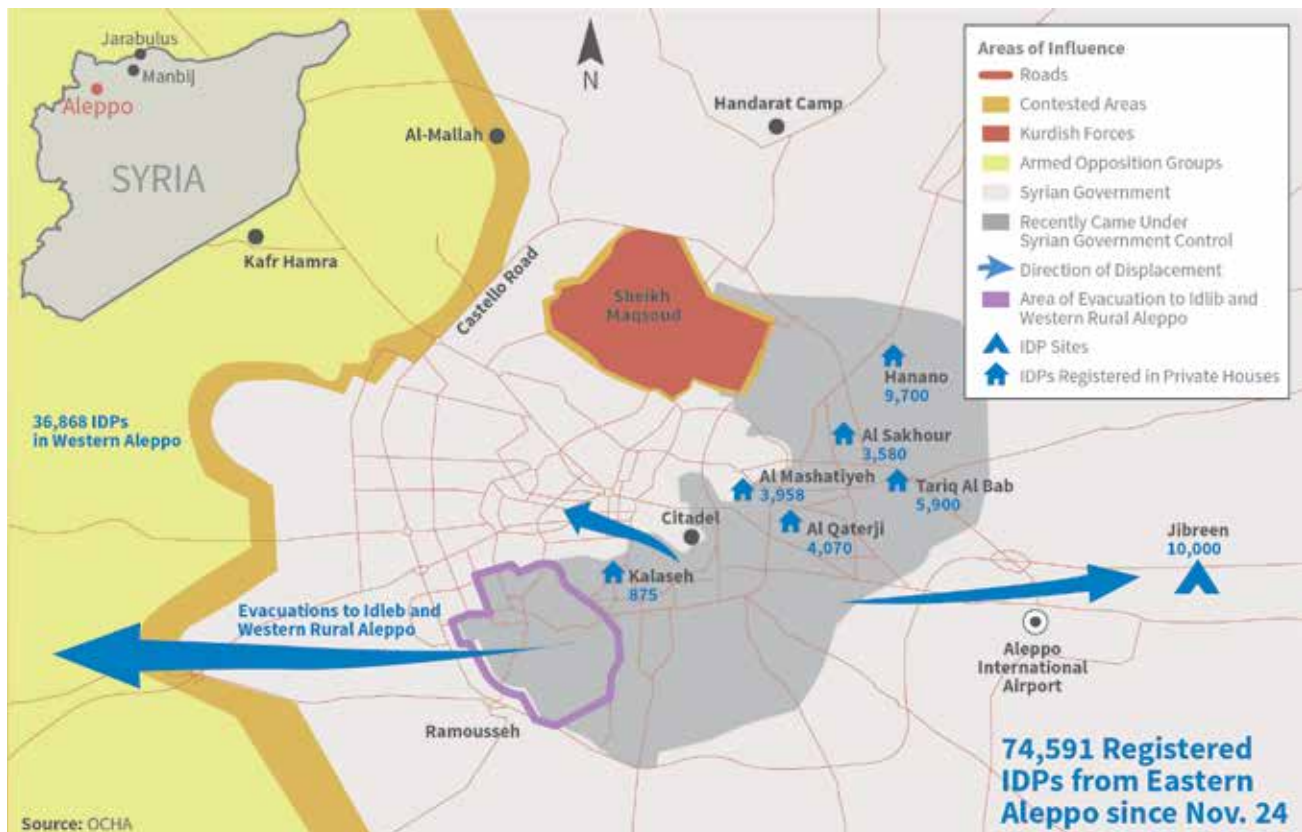 Jarabulus
Manbij
Aleppo
SYRIA
N
Handarat Camp
Al-Mallah
Kafr Hamra
Castello Road
Sheikh
Maqsoud
Areas of Influence
Roads
Contested Areas
Kurdish Forces
Armed Opposition Groups
Syrian Government
Recently Came Under
Syrian Government Control
Direction of Displacement
Area of Evacuation to Idlib and
Western Rural Aleppo
IDP Sites
IDPs Registered in Private Houses
Hanano
9,700
36,868 IDPs
in Western Aleppo
Al Sakhour
3,580
Al Mashatiyeh
3,958
Tariq Al Bab
5,900
Citadel
Al Qaterji
4,070
Jibreen
10,000
Kalaseh
875
Evacuations to Idleb and
Western Rural Aleppo
Aleppo
International
Airport
Ramousseh
74,591 Registered
IDPs from Eastern
Aleppo since Nov. 24
Source: OCHA